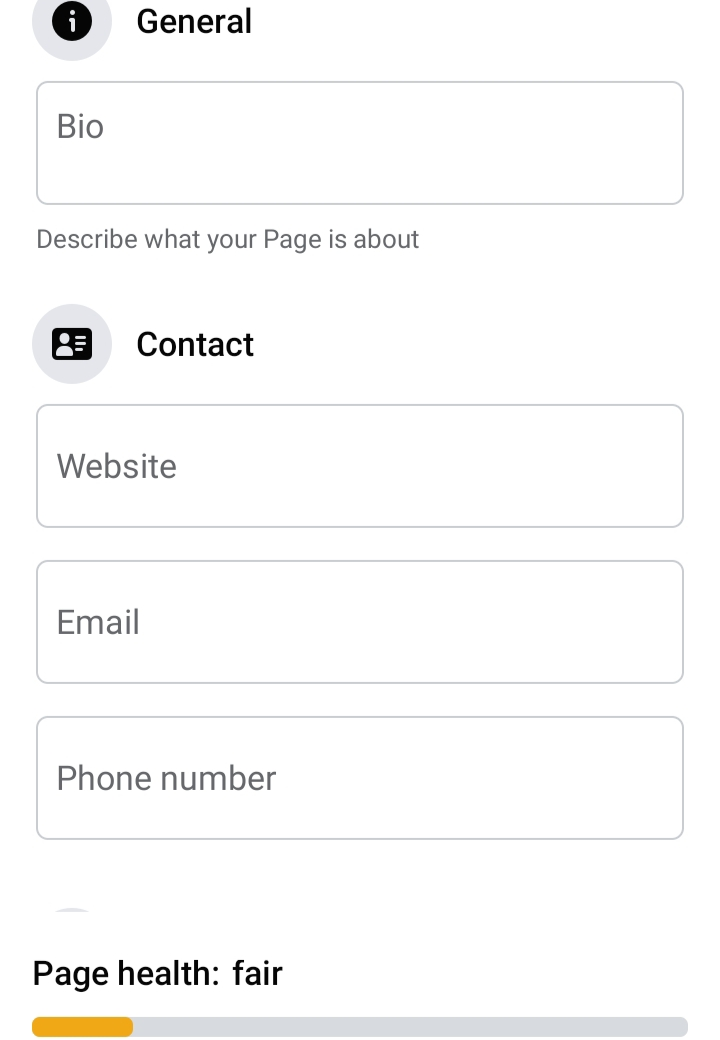 General
Bio
Describe what your Page is about
Contact
Website
Email
Phone number
Page health: fair